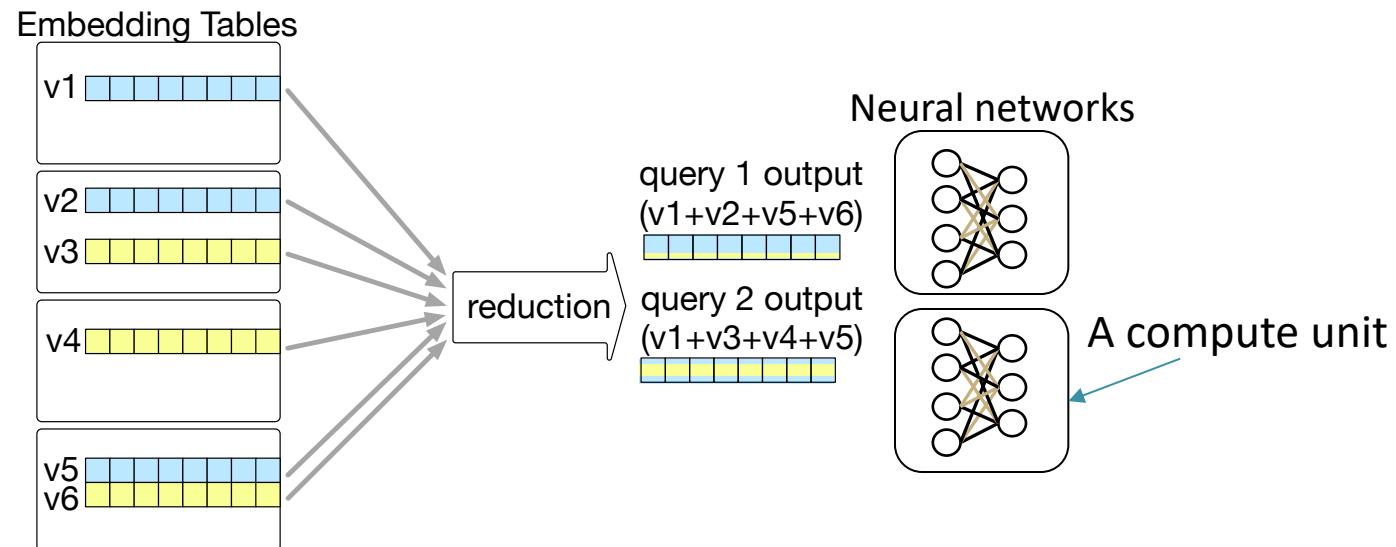 Embedding Tables
v1
v2
v3
v4
v5
v6
reduction
query 1 output
(v1+v2+v5+v6)
query 2 output
(v1+v3+v4+v5)
Neural networks
A compute unit